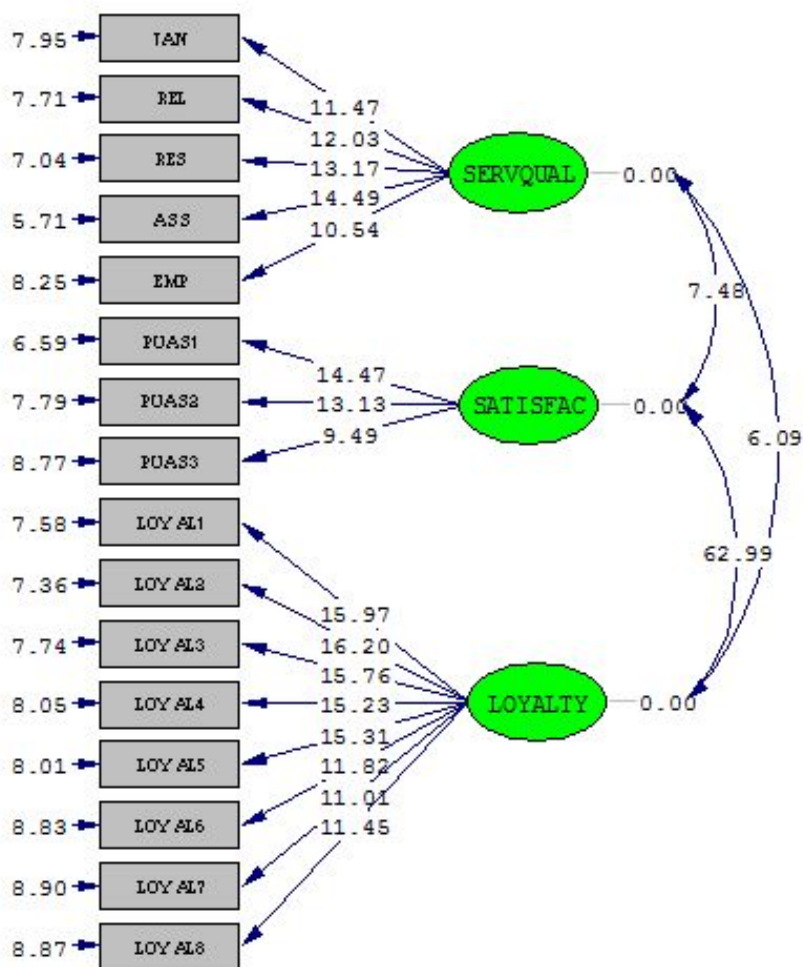 7.95 TAN
11.47
7.71 REL
12.03
7.04 RES
13.17
SERVQUAL 0.00
5.71 ASS
14.49
8.25 EMP
10.54
7.48
6.59 PUAS1
14.47
7.79 PUAS2
13.13
SATISFAC 0.00
8.77 PUAS3
9.49
6.09
7.58 LOYAL1
62.99
7.36 LOYAL2
15.97
7.74 LOYAL3
16.20
15.76
8.05 LOYAL4
15.23
LOYALTY 0.00
8.01 LOYAL5
15.31
11.82
8.83 LOYAL6
11.01
11.45
8.90 LOYAL7
8.87 LOYAL8